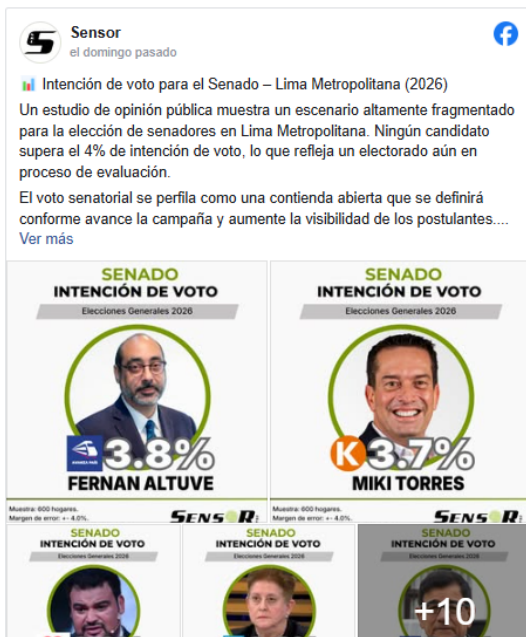 Sensor
el domingo pasado
Intención de voto para el Senado – Lima Metropolitana (2026)
Un estudio de opinión pública muestra un escenario altamente fragmentado
para la elección de senadores en Lima Metropolitana. Ningún candidato
supera el 4% de intención de voto, lo que refleja un electorado aún en
proceso de evaluación.
El voto senatorial se perfila como una contienda abierta que se definirá
conforme avance la campaña y aumente la visibilidad de los postulantes....
Ver más
SENADO
INTENCIÓN DE VOTO
Elecciones Generales 2026
AVANZA PAÍS
3.8%
FERNAN ALTUVE
Muestra: 600 hogares.
Margen de error: +- 4.0%.
SENSOR
SENADO
INTENCIÓN DE VOTO
Elecciones Generales 2026
K
3.7%
MIKI TORRES
Muestra: 600 hogares.
Margen de error: +- 4.0%.
SENSOR
SENADO
INTENCIÓN DE VOTO
Elecciones Generales 2026
SENADO
INTENCIÓN DE VOTO
Elecciones Generales 2026
SENADO
INTENCIÓN DE VOTO
Elecciones Generales 2026
+10